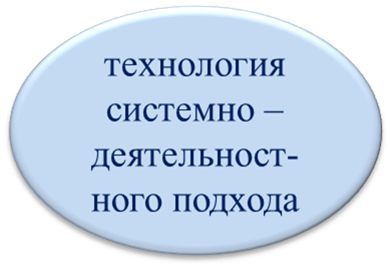 технология
системно –
деятельност-
ного подхода